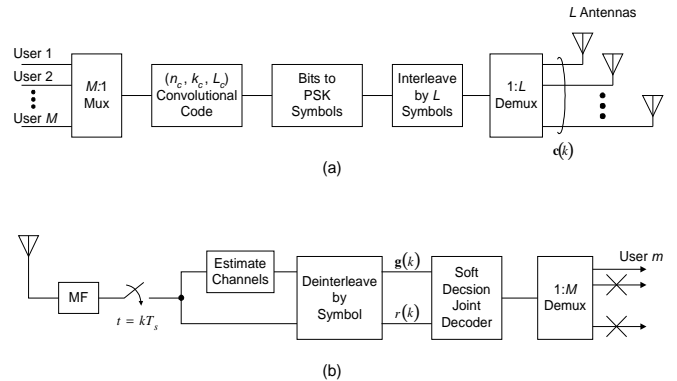 L Antennas
User 1
User 2
User M
M:1
Mux
(n_c, k_c, L_c)
Convolutional
Code
Bits to
PSK
Symbols
Interleave
by L
Symbols
1:L
Demux
c(k)
(a)
MF
t = kT_s
Estimate
Channels
Deinterleave
by
Symbol
g(k)
r(k)
Soft
Decsion
Joint
Decoder
1:M
Demux
User m
(b)